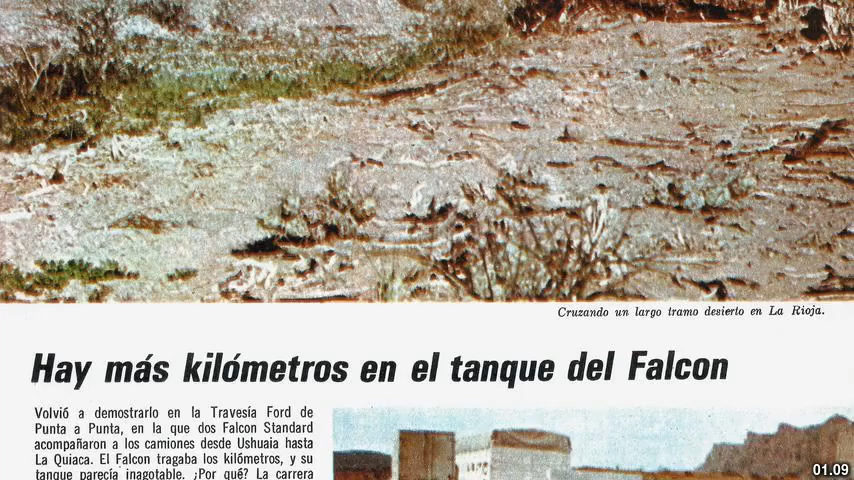 Cruzando un largo tramo desierto en La Rioja.
Hay más kilómetros en el tanque del Falcon
Volvió a demostrarlo en la Travesía Ford de
Punta a Punta, en la que dos Falcon Standard
acompañaron a los camiones desde Ushuaia hasta
La Quiaca. El Falcon tragaba los kilómetros, y su
tanque parecía inagotable. ¿Por qué? La carrera
01.09